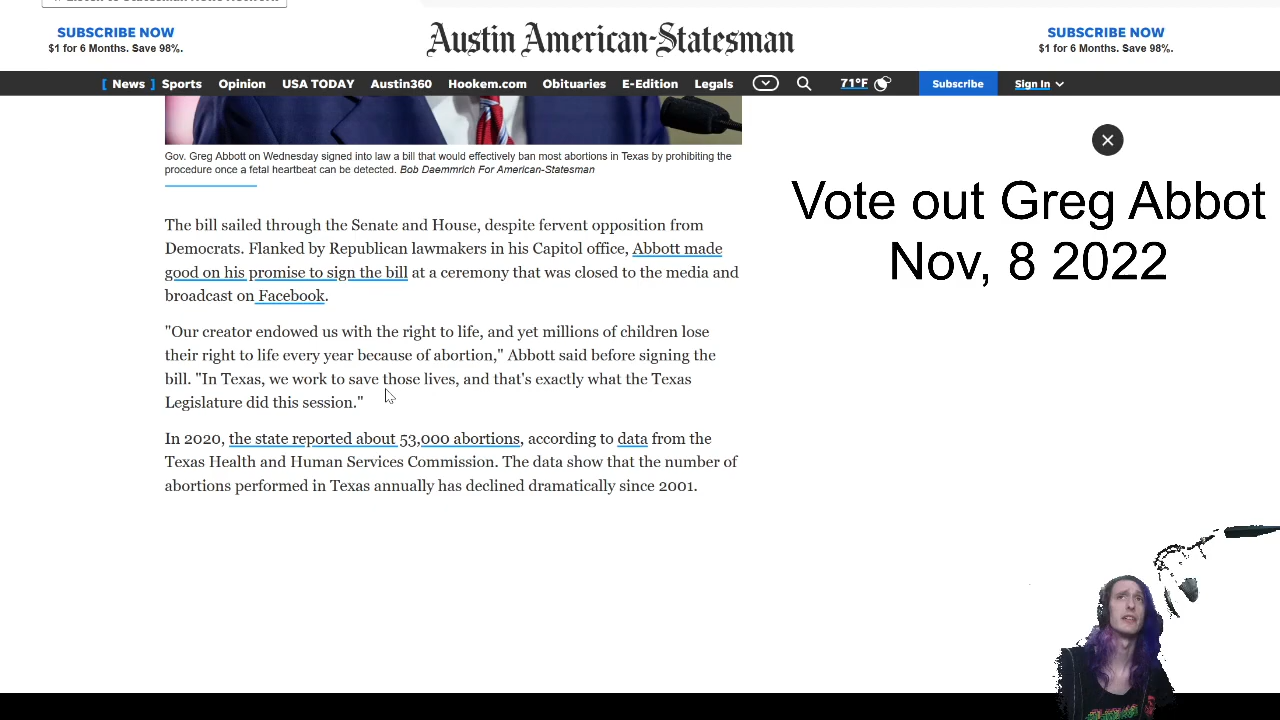 SUBSCRIBE NOW
$1 for 6 Months. Save 98%.
Austin American-Statesman
SUBSCRIBE NOW
$1 for 6 Months. Save 98%.
[ News ] Sports Opinion USA TODAY Austin360 Hookem.com Obituaries E-Edition Legals 71°F Subscribe Sign In
Gov. Greg Abbott on Wednesday signed into law a bill that would effectively ban most abortions in Texas by prohibiting the
procedure once a fetal heartbeat can be detected. Bob Daemmrich For American-Statesman
The bill sailed through the Senate and House, despite fervent opposition from
Democrats. Flanked by Republican lawmakers in his Capitol office, Abbott made
good on his promise to sign the bill at a ceremony that was closed to the media and
broadcast on Facebook.
"Our creator endowed us with the right to life, and yet millions of children lose
their right to life every year because of abortion," Abbott said before signing the
bill. "In Texas, we work to save those lives, and that's exactly what the Texas
Legislature did this session."
In 2020, the state reported about 53,000 abortions, according to data from the
Texas Health and Human Services Commission. The data show that the number of
abortions performed in Texas annually has declined dramatically since 2001.
Vote out Greg Abbot
Nov, 8 2022